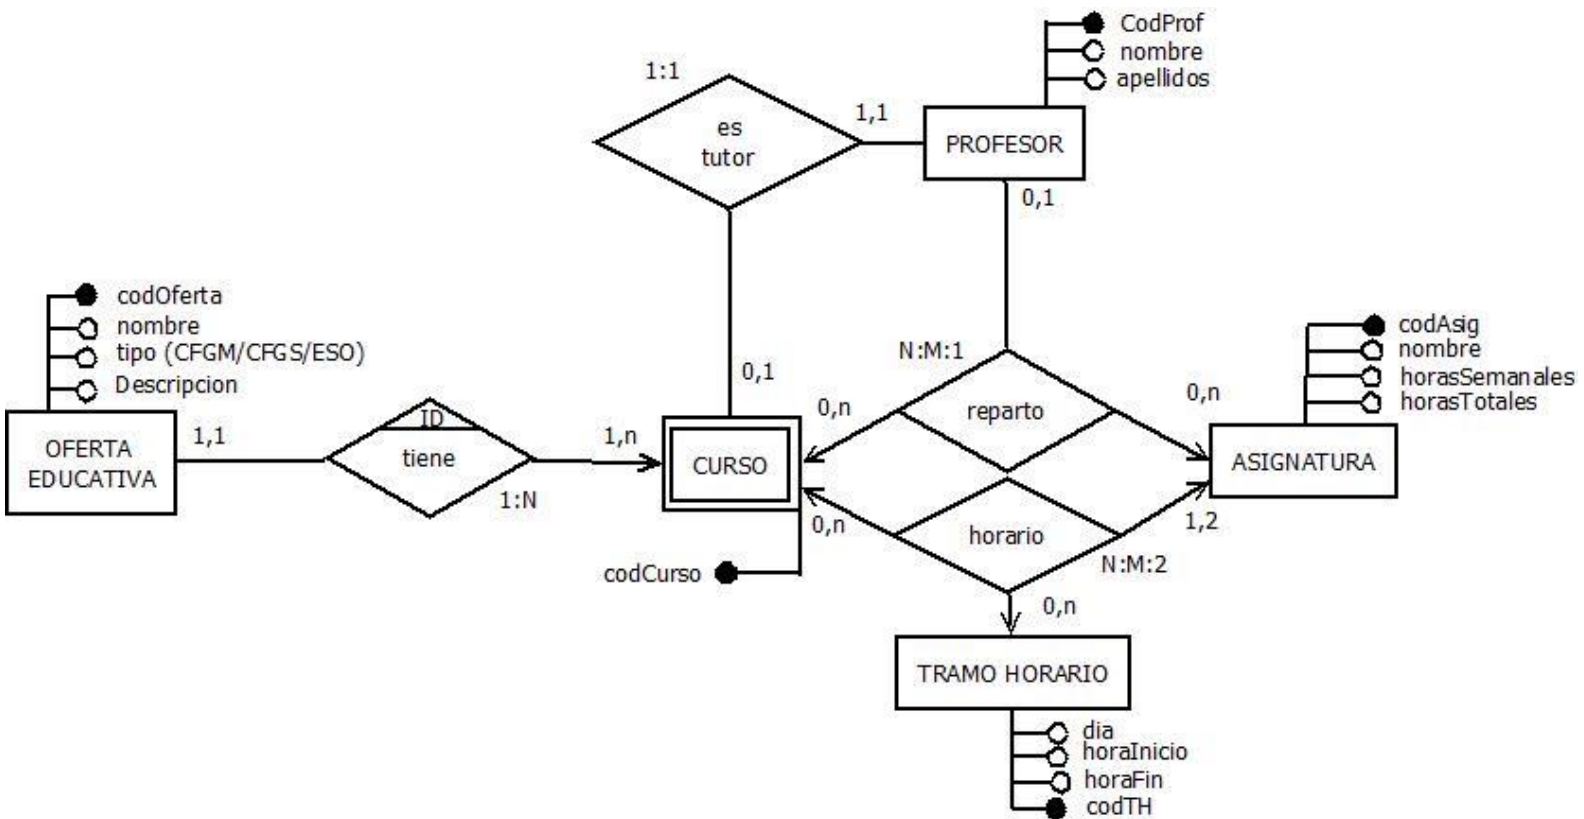 CodProf
nombre
apellidos
1:1
es
tutor
1,1
PROFESOR
0,1
codOferta
nombre
tipo (CFGM/CFGS/ESO)
Descripcion
OFERTA
EDUCATIVA
1,1
ID
tiene
1:N
1,n
0,1
CURSO
codCurso
N:M:1
reparto
0,n
0,n
codAsig
nombre
horasSemanales
horasTotales
ASIGNATURA
0,n
horario
1,2
N:M:2
0,n
TRAMO HORARIO
dia
horaInicio
horaFin
codTH